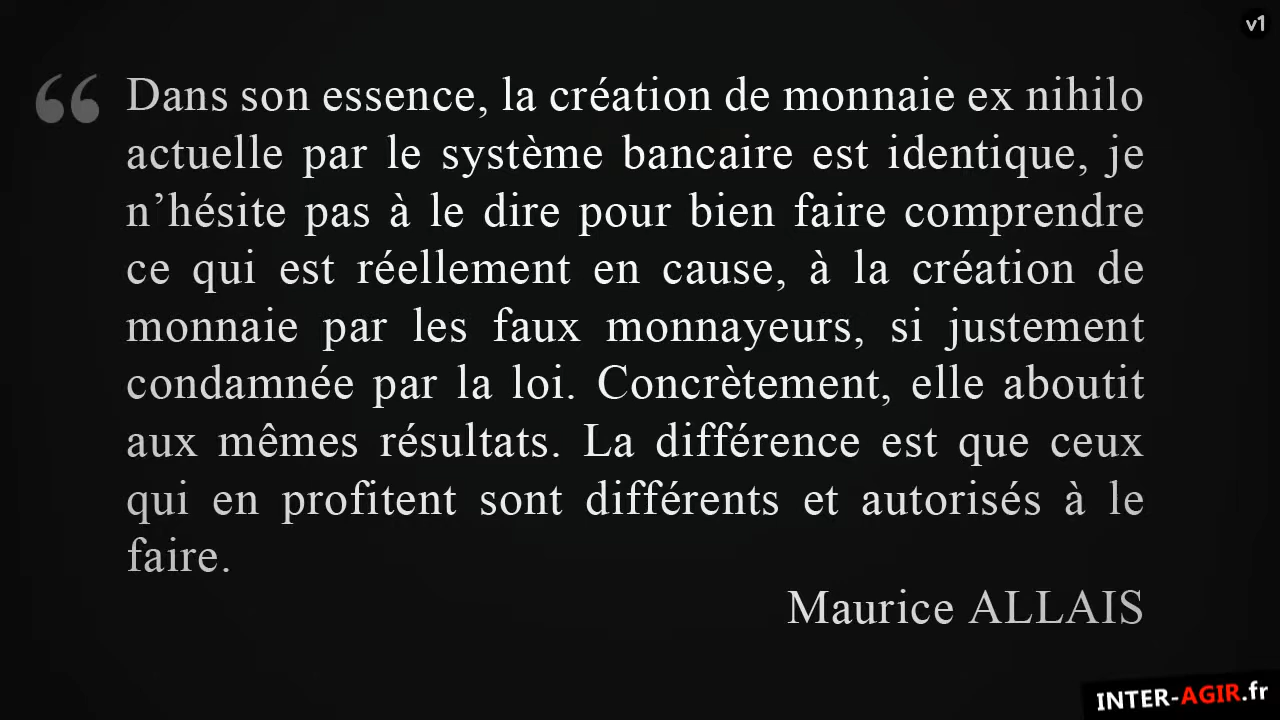 v1
“ Dans son essence, la création de monnaie ex nihilo
actuelle par le système bancaire est identique, je
n’hésite pas à le dire pour bien faire comprendre
ce qui est réellement en cause, à la création de
monnaie par les faux monnayeurs, si justement
condamnée par la loi. Concrètement, elle aboutit
aux mêmes résultats. La différence est que ceux
qui en profitent sont différents et autorisés à le
faire.
Maurice ALLAIS
INTER-AGIR.fr